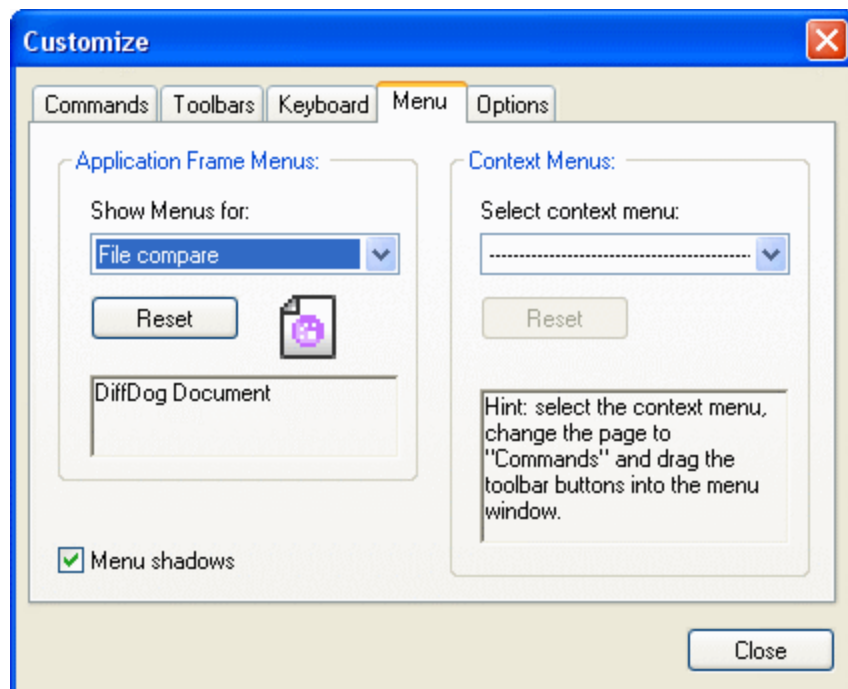 Customize
Commands Toolbars Keyboard Menu Options
Application Frame Menus:
Show Menus for:
File compare
Reset
DiffDog Document
Menu shadows
Context Menus:
Select context menu:
Reset
Hint: select the context menu,
change the page to
"Commands" and drag the
toolbar buttons into the menu
window.
Close